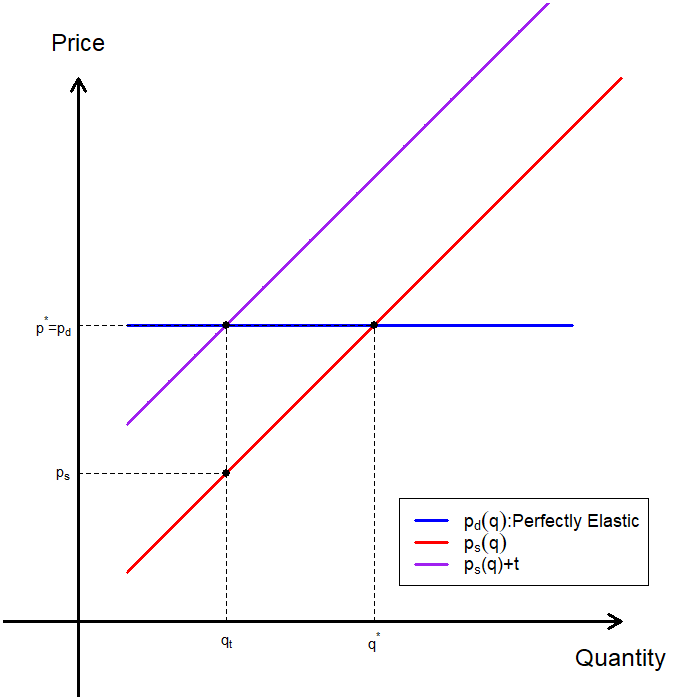 Price
p*=pd
ps
pd(q):Perfectly Elastic
ps(q)
ps(q)+t
qt
q*
Quantity